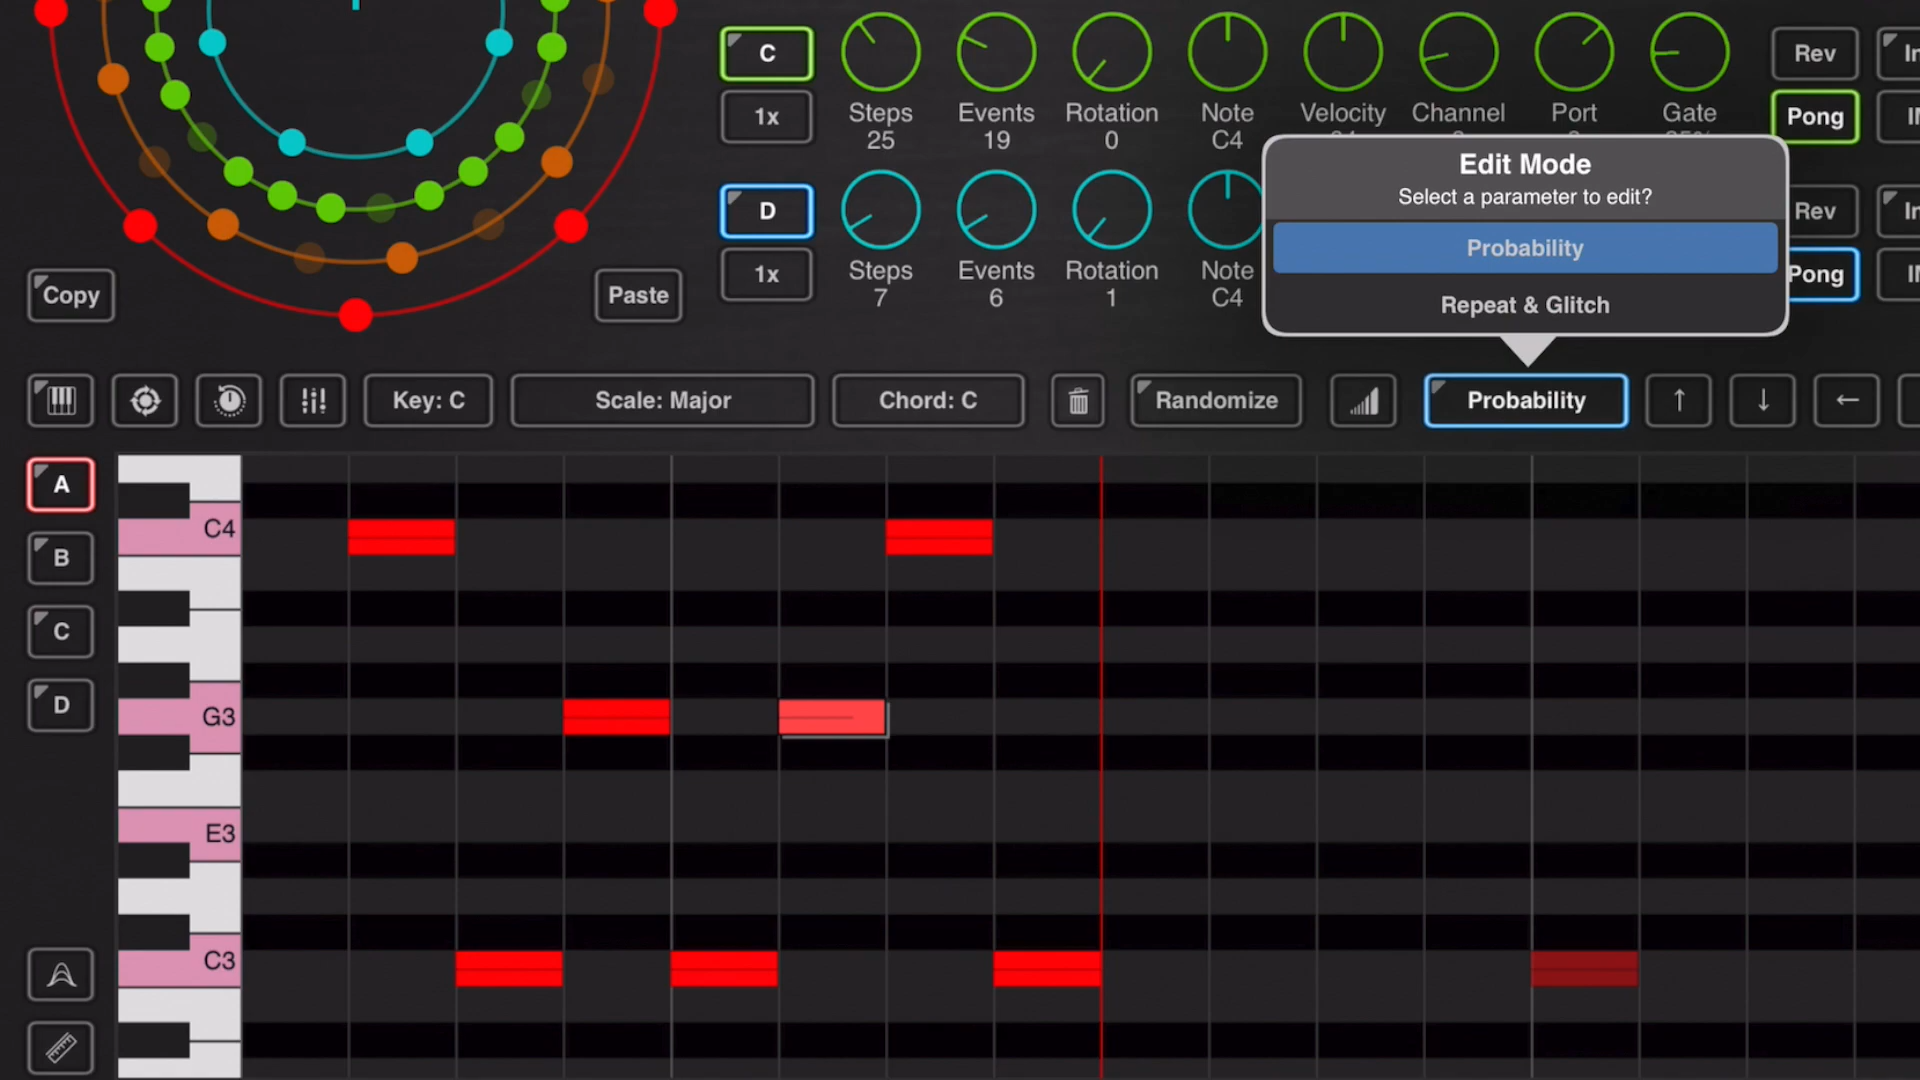 C
Steps
Events
Rotation
Note
Velocity
Channel
Port
Gate
Rev
1x
25
19
0
C4
Pong
Edit Mode
Select a parameter to edit?
Probability
Repeat & Glitch
D
Rev
1x
Steps
Events
Rotation
Note
7
6
1
C4
Pong
Copy
Paste
Key: C
Scale: Major
Chord: C
Randomize
Probability
↑
↓
←
A
B
C
D
C4
G3
E3
C3